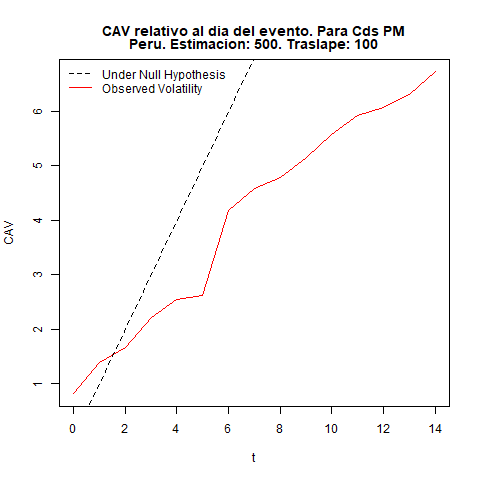 CAV relativo al dia del evento. Para Cds PM
Peru. Estimacion: 500. Traslape: 100
Under Null Hypothesis
Observed Volatility
CAV
6
5
4
3
2
1
0 2 4 6 8 10 12 14
t